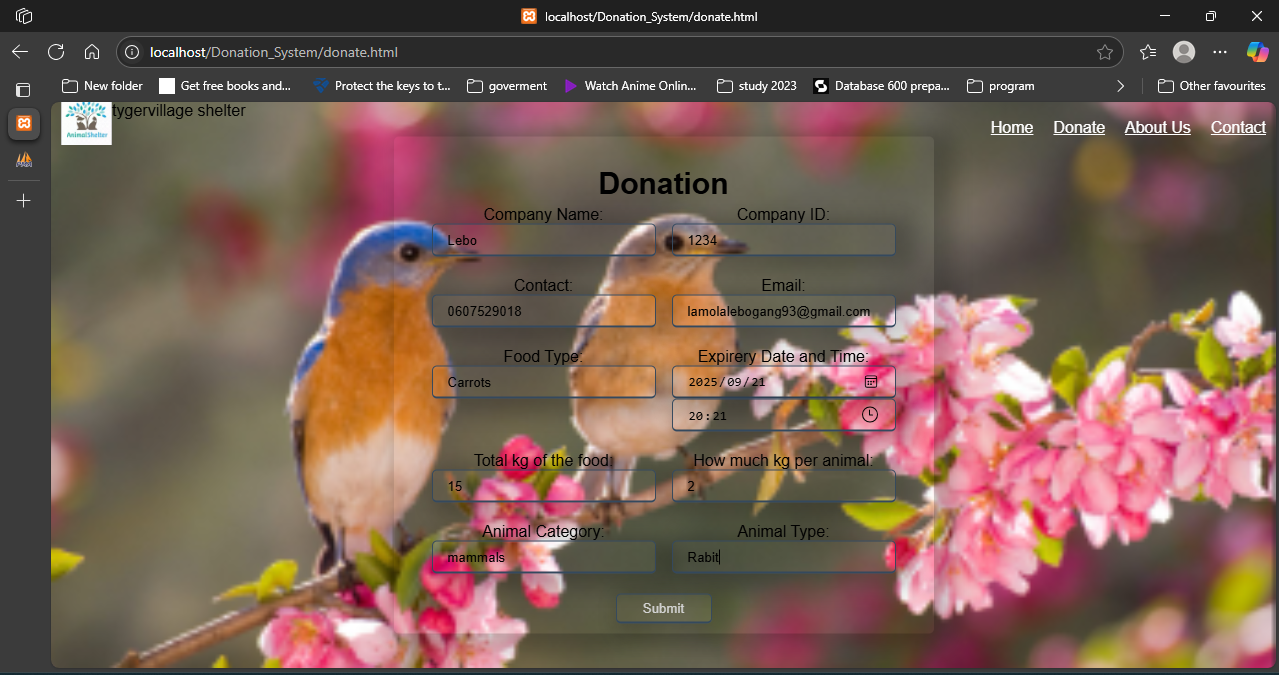 localhost/Donation_System/donate.html
localhost/Donation_System/donate.html
New folder Get free books and... Protect the keys to t... goverment Watch Anime Online... study 2023 Database 600 prepa... program Other favourites
AnimalShelter
tygervillage shelter
Home Donate About Us Contact
Donation
Company Name: Company ID:
Lebo 1234
Contact: Email:
0607529018 lamolalebogang93@gmail.com
Food Type: Expirery Date and Time:
Carrots 2025/09/21
20:21
Total kg of the food: How much kg per animal:
15 2
Animal Category: Animal Type:
mammals Rabit
Submit